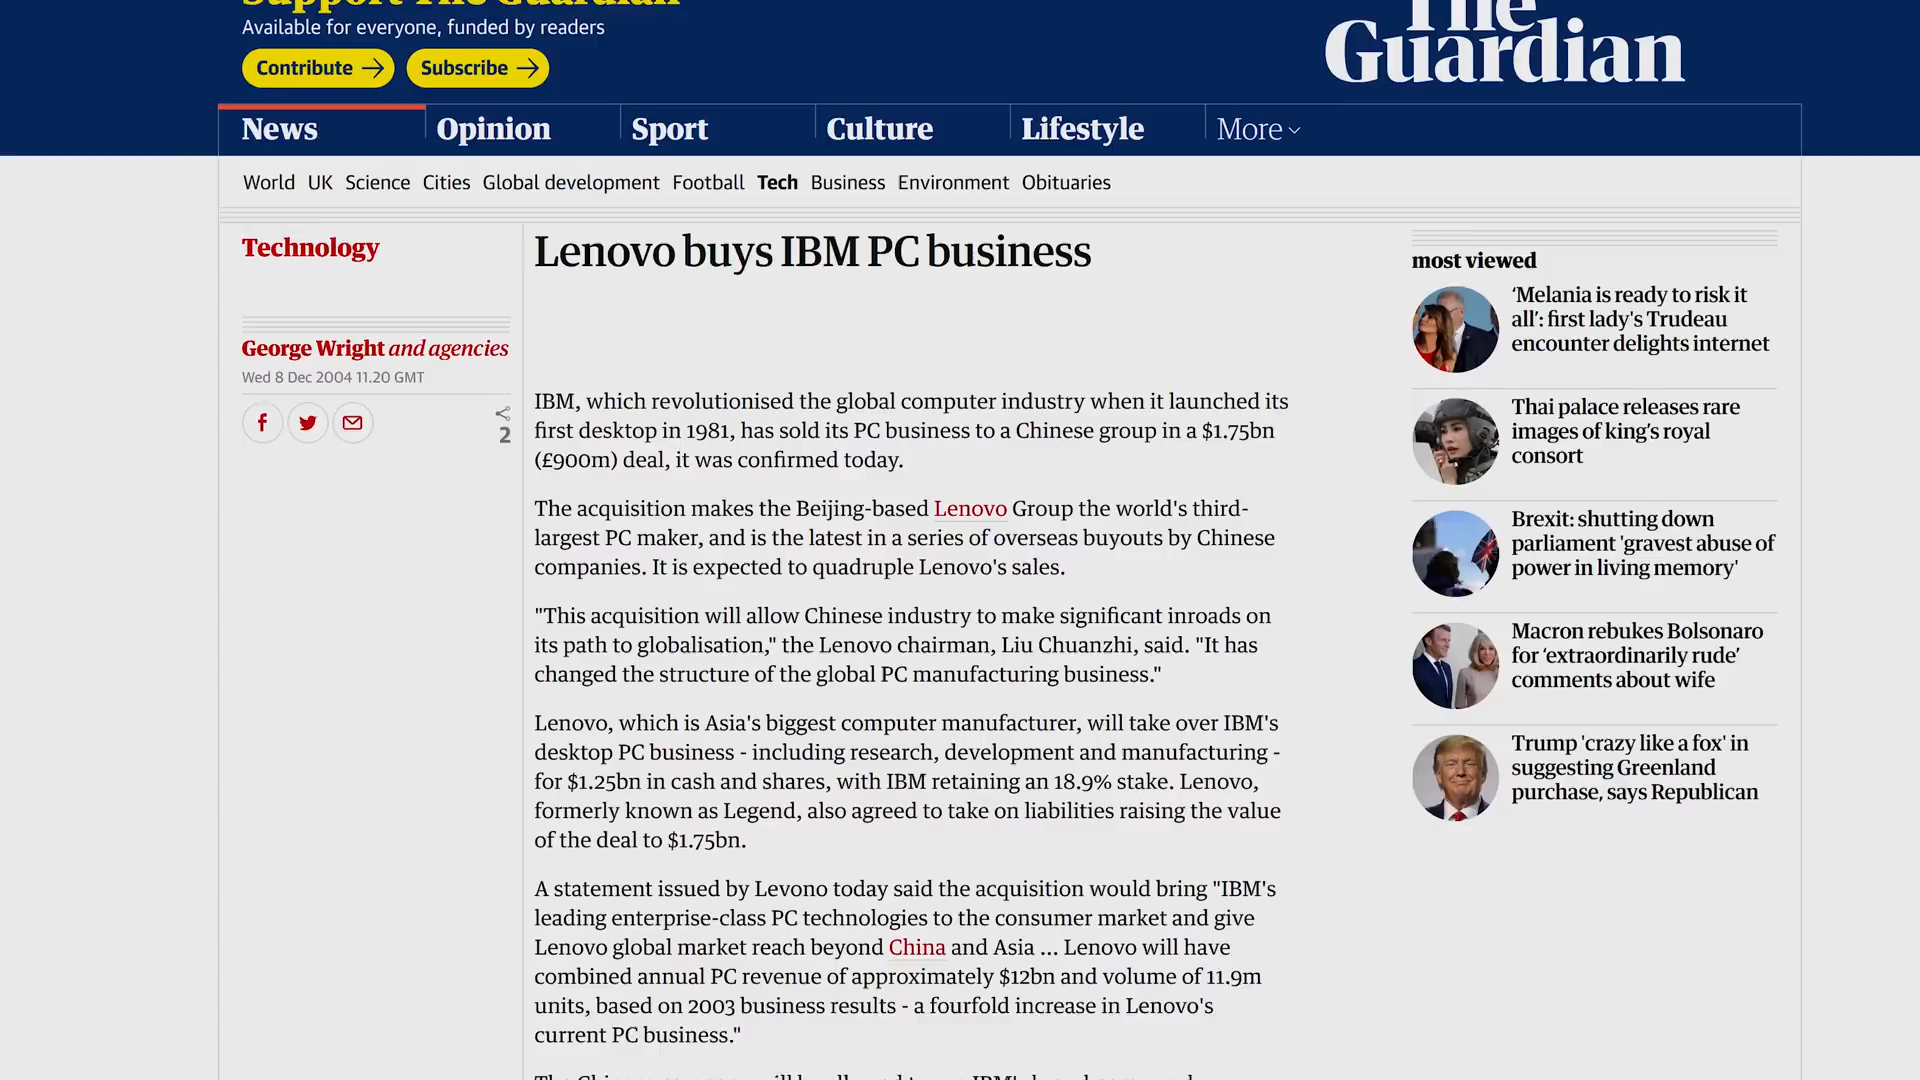 Support The Guardian
Available for everyone, funded by readers
Contribute
Subscribe
The
Guardian
News
Opinion
Sport
Culture
Lifestyle
More
World
UK
Science
Cities
Global development
Football
Tech
Business
Environment
Obituaries
Technology
George Wright and agencies
Wed 8 Dec 2004 11.20 GMT
2
Lenovo buys IBM PC business
IBM, which revolutionised the global computer industry when it launched its
first desktop in 1981, has sold its PC business to a Chinese group in a $1.75bn
(£900m) deal, it was confirmed today.
The acquisition makes the Beijing-based Lenovo Group the world's third-
largest PC maker, and is the latest in a series of overseas buyouts by Chinese
companies. It is expected to quadruple Lenovo's sales.
"This acquisition will allow Chinese industry to make significant inroads on
its path to globalisation," the Lenovo chairman, Liu Chuanzhi, said. "It has
changed the structure of the global PC manufacturing business."
Lenovo, which is Asia's biggest computer manufacturer, will take over IBM's
desktop PC business - including research, development and manufacturing -
for $1.25bn in cash and shares, with IBM retaining an 18.9% stake. Lenovo,
formerly known as Legend, also agreed to take on liabilities raising the value
of the deal to $1.75bn.
A statement issued by Levono today said the acquisition would bring "IBM's
leading enterprise-class PC technologies to the consumer market and give
Lenovo global market reach beyond China and Asia ... Lenovo will have
combined annual PC revenue of approximately $12bn and volume of 11.9m
units, based on 2003 business results - a fourfold increase in Lenovo's
current PC business."
most viewed
‘Melania is ready to risk it
all’: first lady's Trudeau
encounter delights internet
Thai palace releases rare
images of king’s royal
consort
Brexit: shutting down
parliament 'gravest abuse of
power in living memory'
Macron rebukes Bolsonaro
for ‘extraordinarily rude’
comments about wife
Trump 'crazy like a fox' in
suggesting Greenland
purchase, says Republican